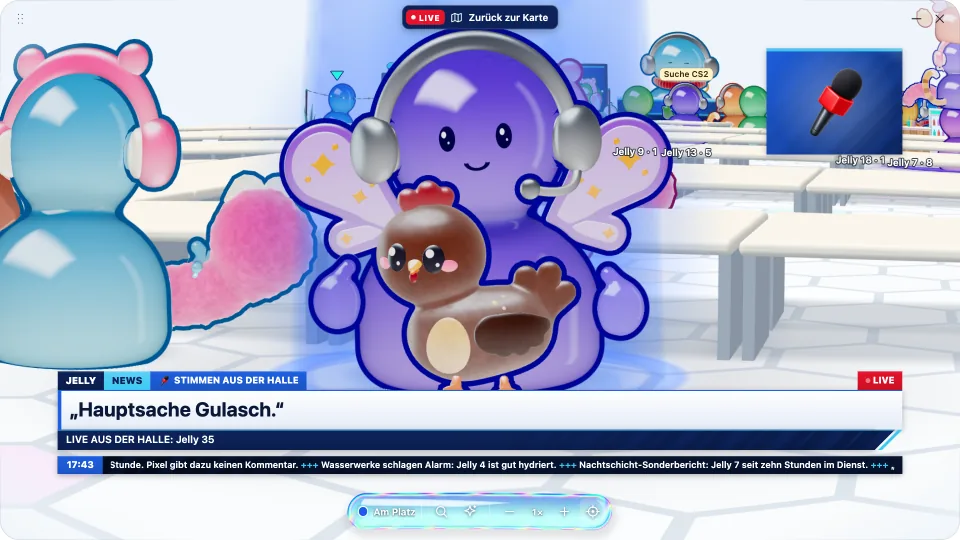 LIVE Zurück zur Karte
Suche CS2
Jelly 9 · 1 Jelly 13 · 5
Jelly 18 · 1 Jelly 7 · 8
JELLY NEWS STIMMEN AUS DER HALLE LIVE
„Hauptsache Gulasch.“
LIVE AUS DER HALLE: Jelly 35
17:43 Stunde. Pixel gibt dazu keinen Kommentar. +++ Wasserwerke schlagen Alarm: Jelly 4 ist gut hydriert. +++ Nachtschicht-Sonderbericht: Jelly 7 seit zehn Stunden im Dienst. +++ „
Am Platz 1x